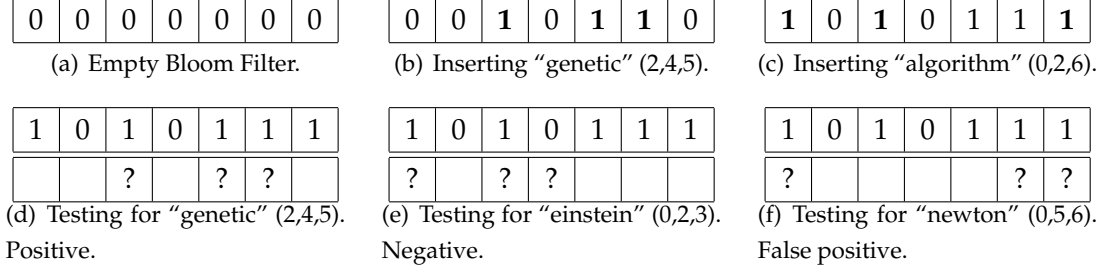 0 0 0 0 0 0 0
(a) Empty Bloom Filter.
0 0 1 0 1 1 0
(b) Inserting “genetic” (2,4,5).
1 0 1 0 1 1 1
(c) Inserting “algorithm” (0,2,6).
1 0 1 0 1 1 1
? ? ?
(d) Testing for “genetic” (2,4,5).
Positive.
1 0 1 0 1 1 1
? ? ?
(e) Testing for “einstein” (0,2,3).
Negative.
1 0 1 0 1 1 1
? ? ?
(f) Testing for “newton” (0,5,6).
False positive.